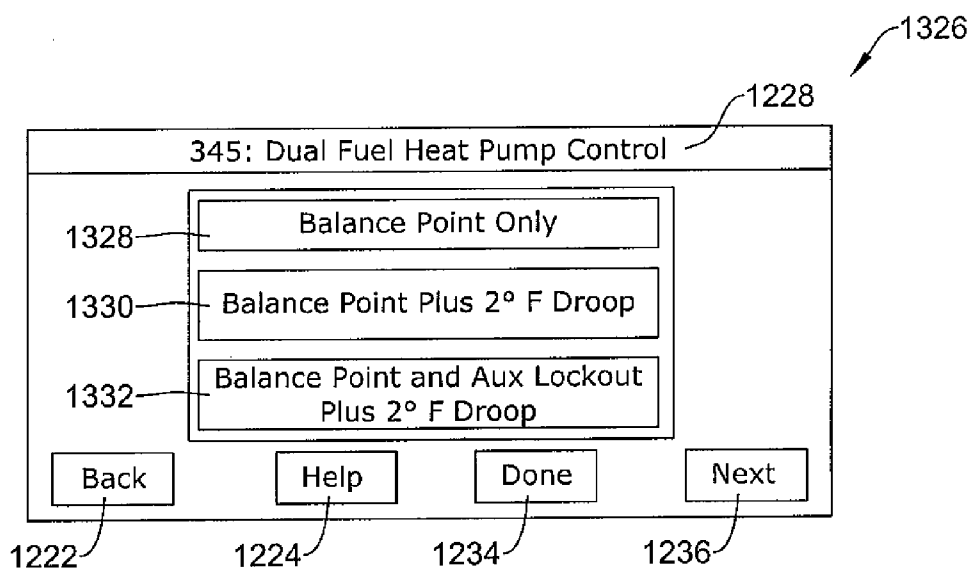 1326
1228
345: Dual Fuel Heat Pump Control
1328
Balance Point Only
1330
Balance Point Plus 2° F Droop
1332
Balance Point and Aux Lockout
Plus 2° F Droop
Back
Help
Done
Next
1222
1224
1234
1236